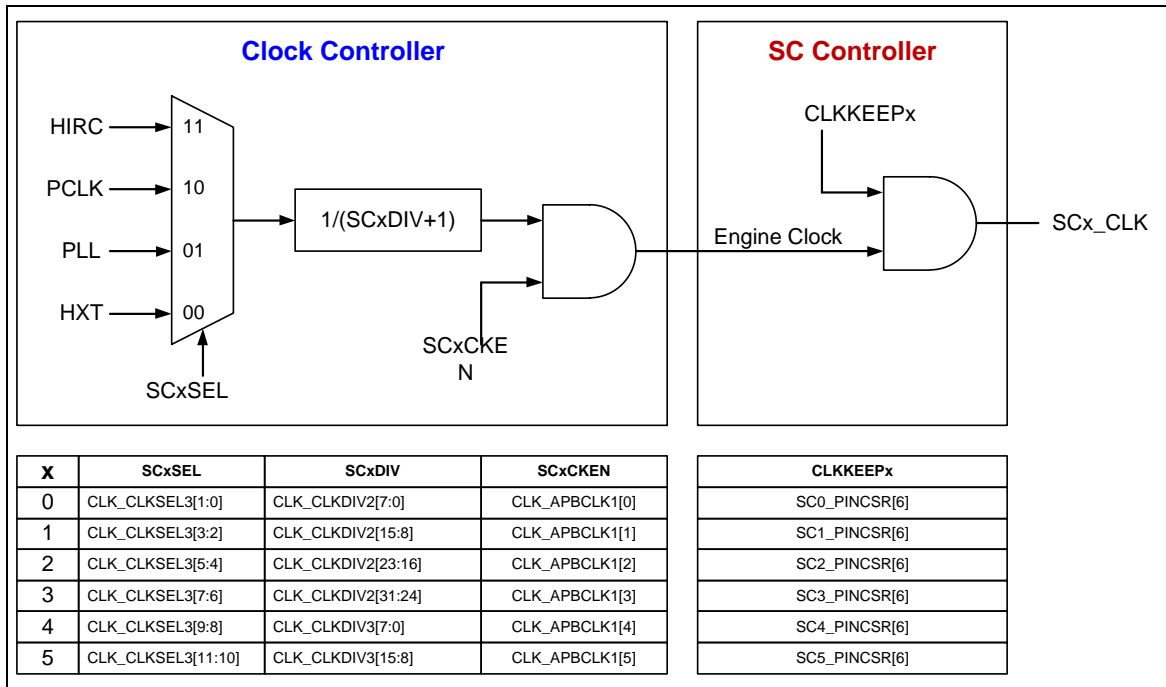 Clock Controller
SC Controller
HIRC
11
CLKKEEPx
PCLK
10
1/(SCxDIV+1)
SCx_CLK
PLL
01
Engine Clock
HXT
00
SCxCKE
N
SCxSEL
x SCxSEL SCxDIV SCxCKEN CLKKEEPx
0 CLK_CLKSEL3[1:0] CLK_CLKDIV2[7:0] CLK_APBCLK1[0] SC0_PINCSR[6]
1 CLK_CLKSEL3[3:2] CLK_CLKDIV2[15:8] CLK_APBCLK1[1] SC1_PINCSR[6]
2 CLK_CLKSEL3[5:4] CLK_CLKDIV2[23:16] CLK_APBCLK1[2] SC2_PINCSR[6]
3 CLK_CLKSEL3[7:6] CLK_CLKDIV2[31:24] CLK_APBCLK1[3] SC3_PINCSR[6]
4 CLK_CLKSEL3[9:8] CLK_CLKDIV3[7:0] CLK_APBCLK1[4] SC4_PINCSR[6]
5 CLK_CLKSEL3[11:10] CLK_CLKDIV3[15:8] CLK_APBCLK1[5] SC5_PINCSR[6]